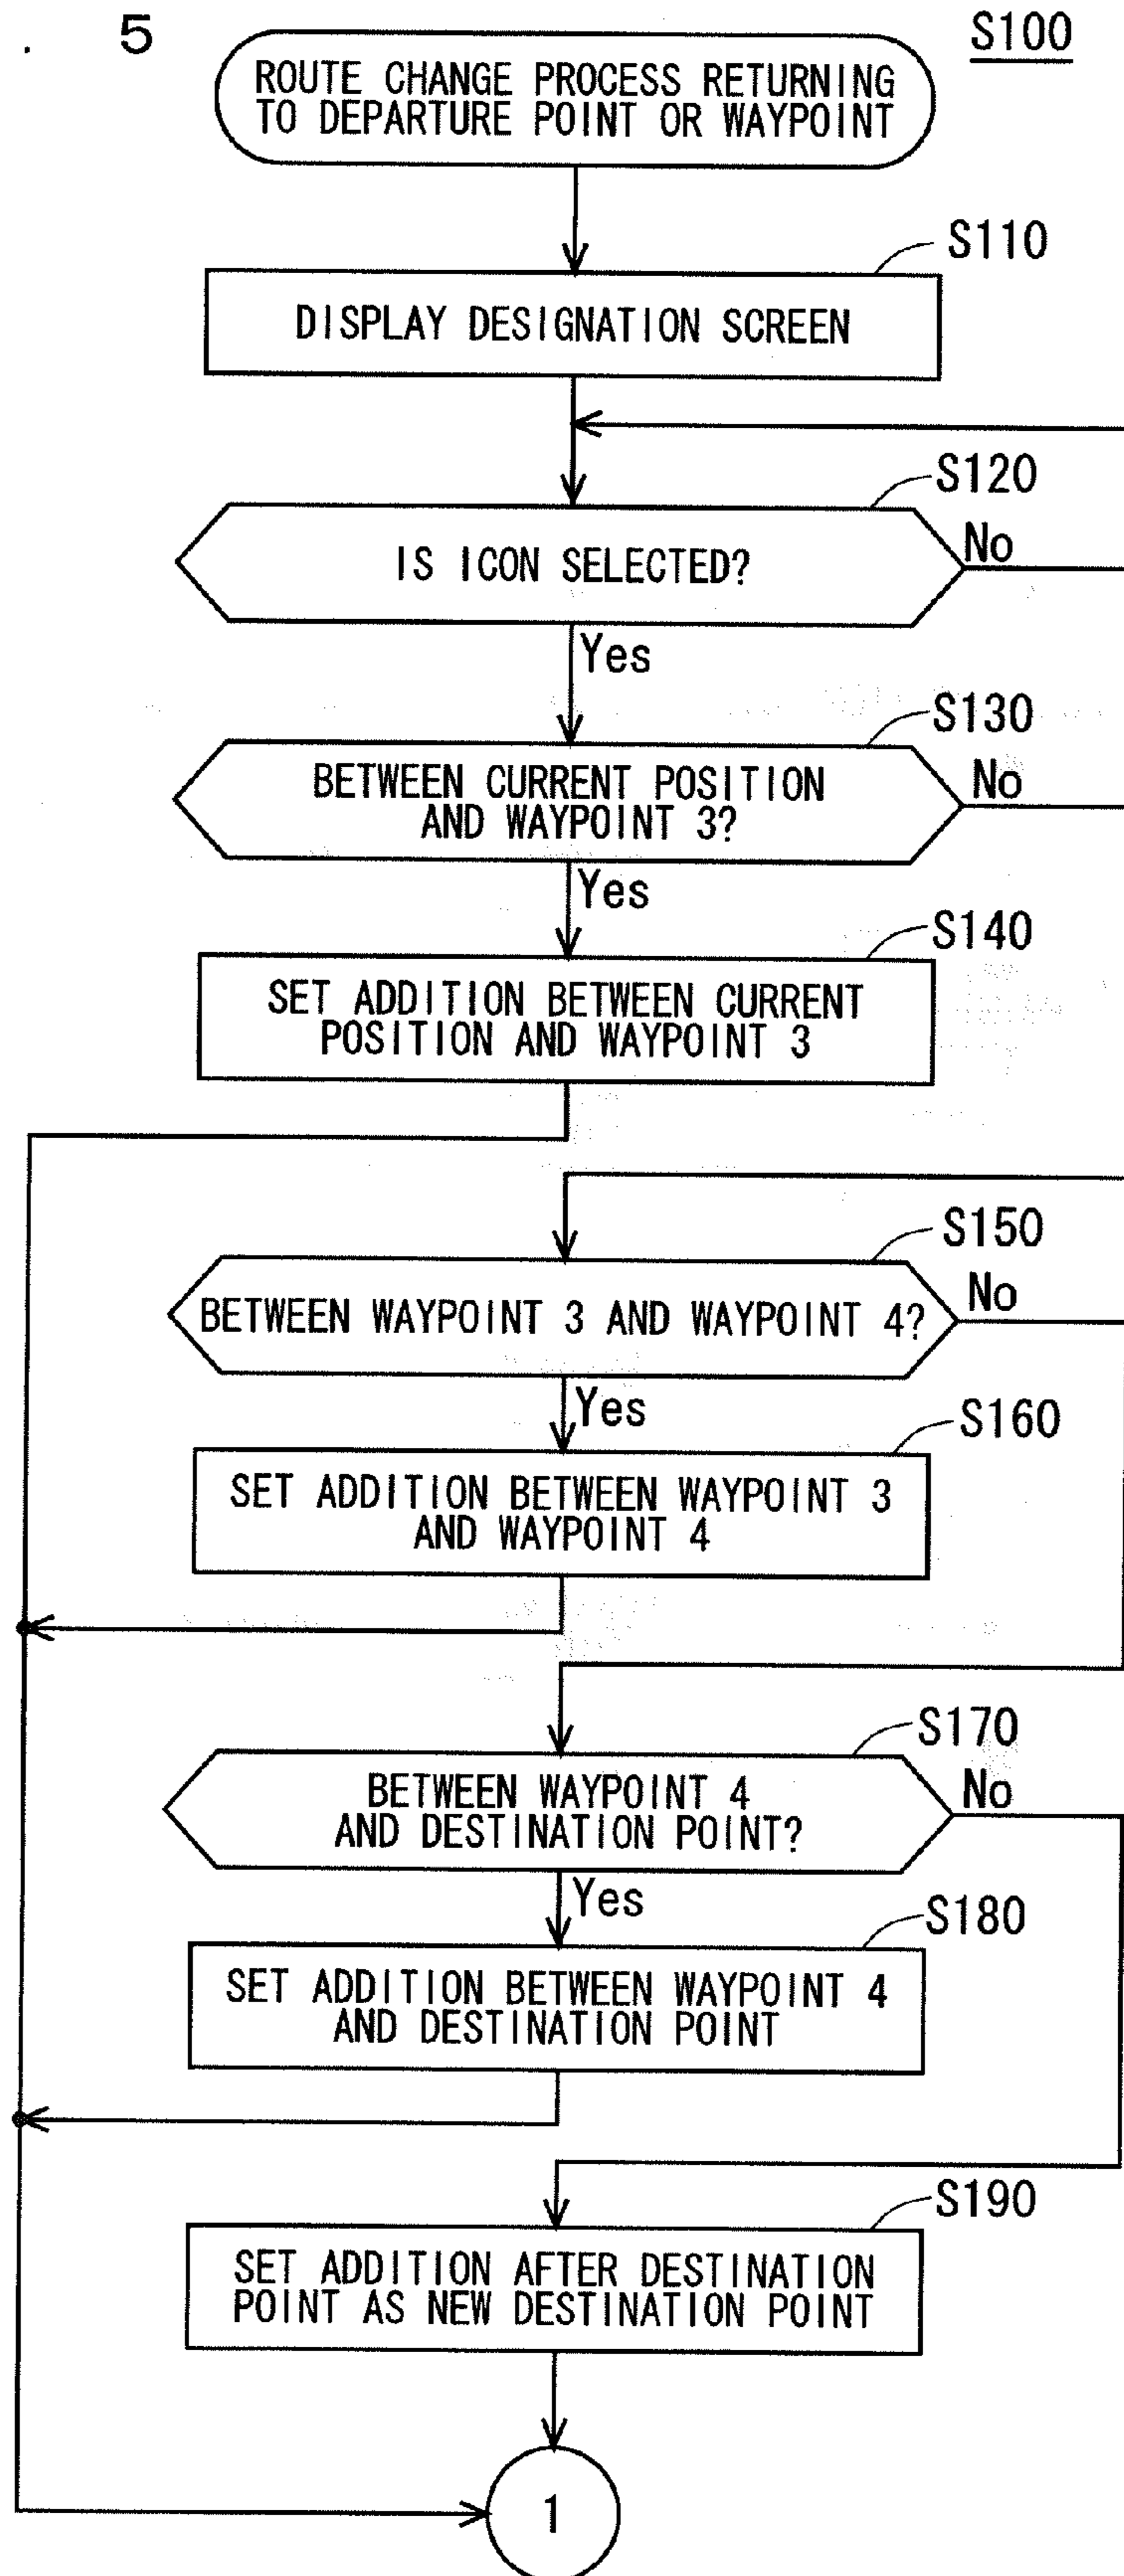 5
S100
ROUTE CHANGE PROCESS RETURNING
TO DEPARTURE POINT OR WAYPOINT
S110
DISPLAY DESIGNATION SCREEN
S120
IS ICON SELECTED?
No
Yes
S130
BETWEEN CURRENT POSITION
AND WAYPOINT 3?
No
Yes
S140
SET ADDITION BETWEEN CURRENT
POSITION AND WAYPOINT 3
S150
BETWEEN WAYPOINT 3 AND WAYPOINT 4?
No
Yes
S160
SET ADDITION BETWEEN WAYPOINT 3
AND WAYPOINT 4
S170
BETWEEN WAYPOINT 4
AND DESTINATION POINT?
No
Yes
S180
SET ADDITION BETWEEN WAYPOINT 4
AND DESTINATION POINT
S190
SET ADDITION AFTER DESTINATION
POINT AS NEW DESTINATION POINT
1